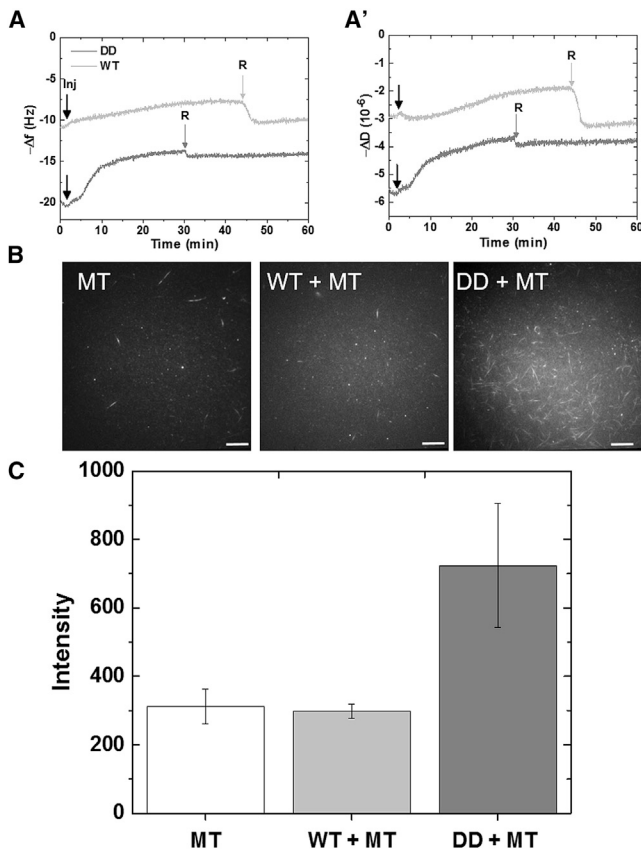 A
0
-5
-10
-15
-20
−Δf (Hz)
DD
WT
Inj
R
R
0 10 20 30 40 50 60
Time (min)
A'
0
-1
-2
-3
-4
-5
-6
−ΔD (10⁻⁶)
R
R
0 10 20 30 40 50 60
Time (min)
B
MT
WT + MT
DD + MT
C
1000
800
600
400
200
0
Intensity
MT WT + MT DD + MT